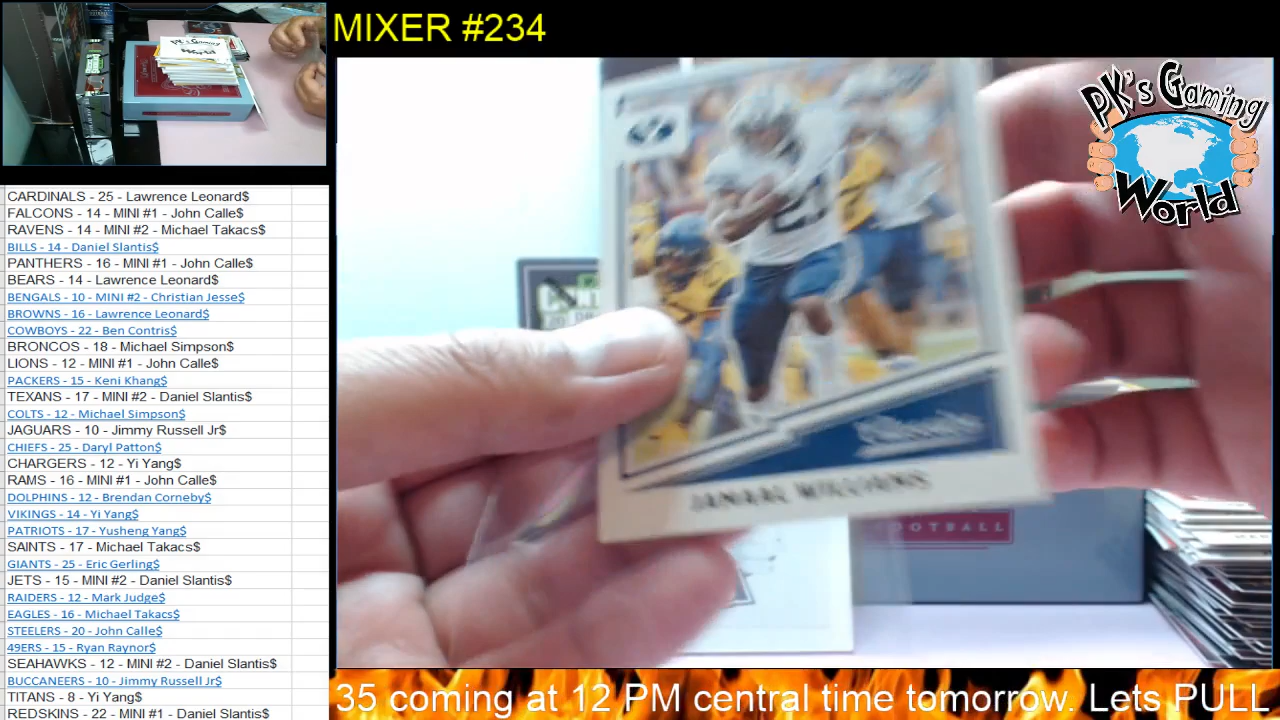 MIXER #234
PK's Gaming
World
CARDINALS - 25 - Lawrence Leonard$
FALCONS - 14 - MINI #1 - John Calle$
RAVENS - 14 - MINI #2 - Michael Takacs$
BILLS - 14 - Daniel Slantis$
PANTHERS - 16 - MINI #1 - John Calle$
BEARS - 14 - Lawrence Leonard$
BENGALS - 10 - MINI #2 - Christian Jesse$
BROWNS - 16 - Lawrence Leonard$
COWBOYS - 22 - Ben Contris$
BRONCOS - 18 - Michael Simpson$
LIONS - 12 - MINI #1 - John Calle$
PACKERS - 15 - Keni Khang$
TEXANS - 17 - MINI #2 - Daniel Slantis$
COLTS - 12 - Michael Simpson$
JAGUARS - 10 - Jimmy Russell Jr$
CHIEFS - 25 - Daryl Patton$
CHARGERS - 12 - Yi Yang$
RAMS - 16 - MINI #1 - John Calle$
DOLPHINS - 12 - Brendan Corneby$
VIKINGS - 14 - Yi Yang$
PATRIOTS - 17 - Yusheng Yang$
SAINTS - 17 - Michael Takacs$
GIANTS - 25 - Eric Gerling$
JETS - 15 - MINI #2 - Daniel Slantis$
RAIDERS - 12 - Mark Judge$
EAGLES - 16 - Michael Takacs$
STEELERS - 20 - John Calle$
49ERS - 15 - Ryan Raynor$
SEAHAWKS - 12 - MINI #2 - Daniel Slantis$
BUCCANEERS - 10 - Jimmy Russell Jr$
TITANS - 8 - Yi Yang$
REDSKINS - 22 - MINI #1 - Daniel Slantis$
21
Classics
JAMAAL WILLIAMS
FOOTBALL
35 coming at 12 PM central time tomorrow. Lets PULL